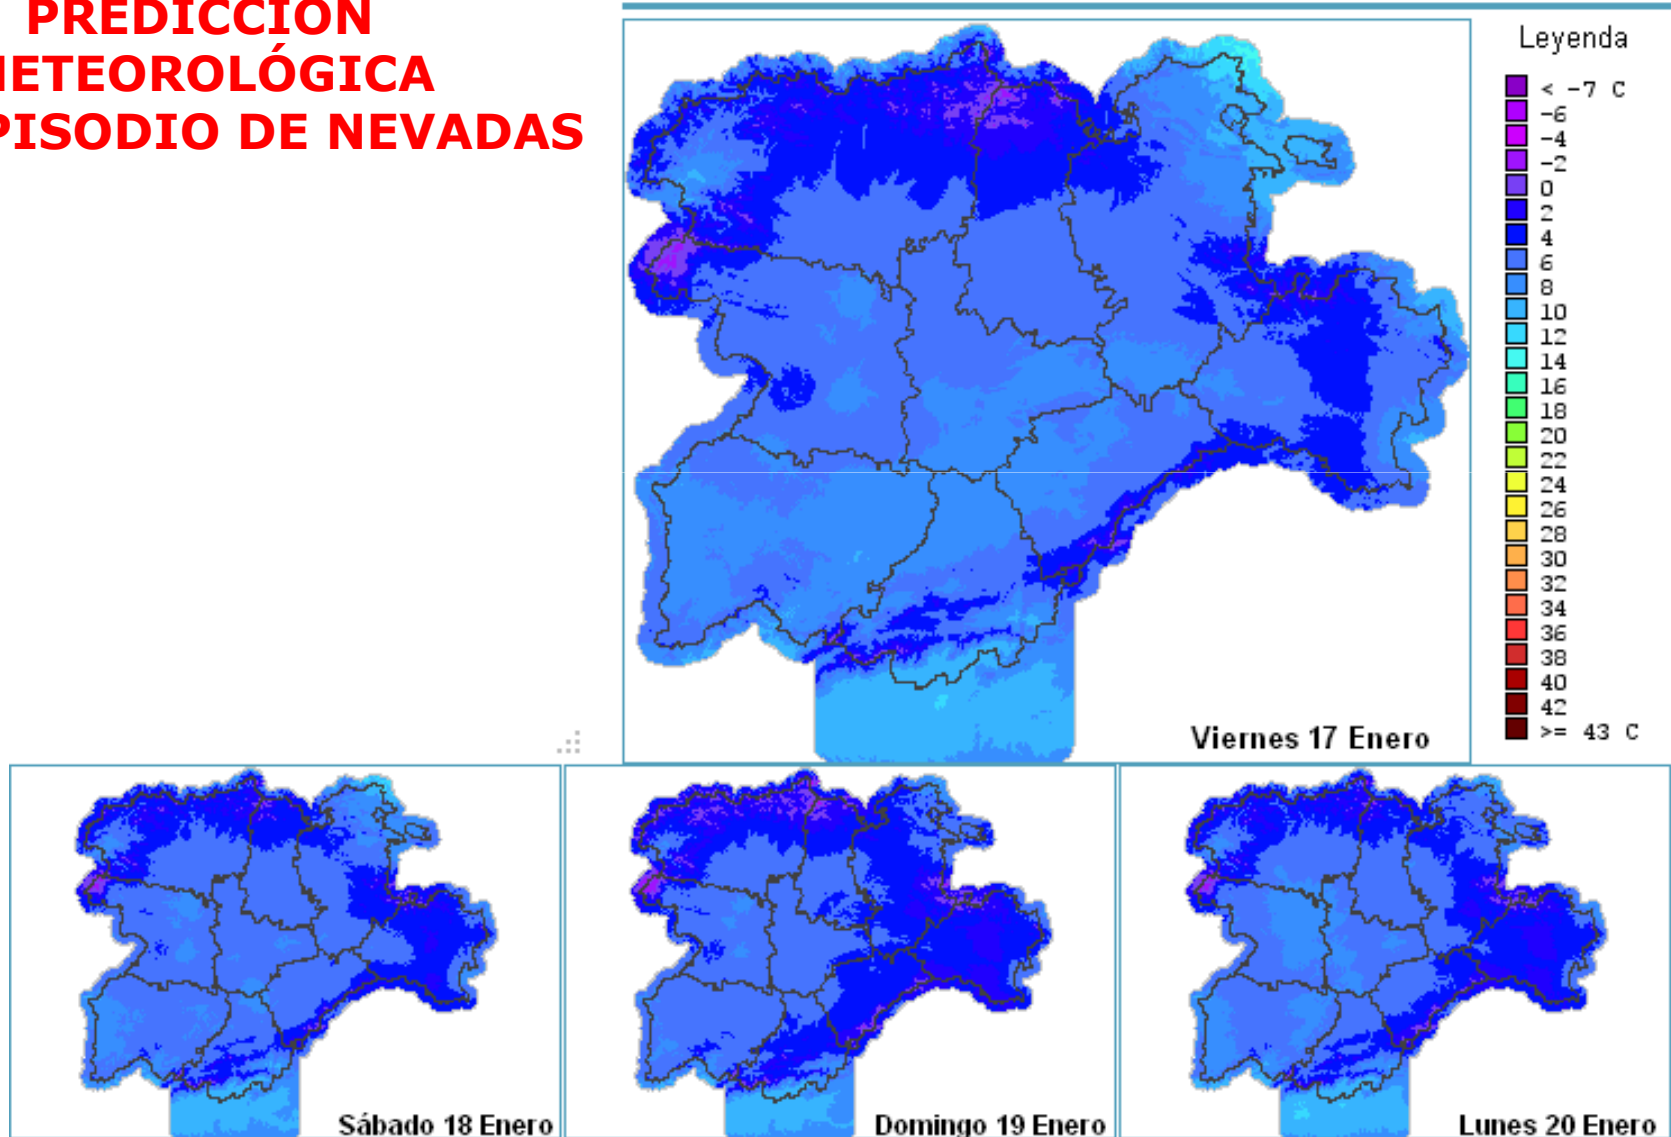 PREDICCIÓN
METEOROLÓGICA
EPISODIO DE NEVADAS
Leyenda
< -7 C
-6
-4
-2
0
2
4
6
8
10
12
14
16
18
20
22
24
26
28
30
32
34
36
38
40
42
>= 43 C
Viernes 17 Enero
Sábado 18 Enero
Domingo 19 Enero
Lunes 20 Enero